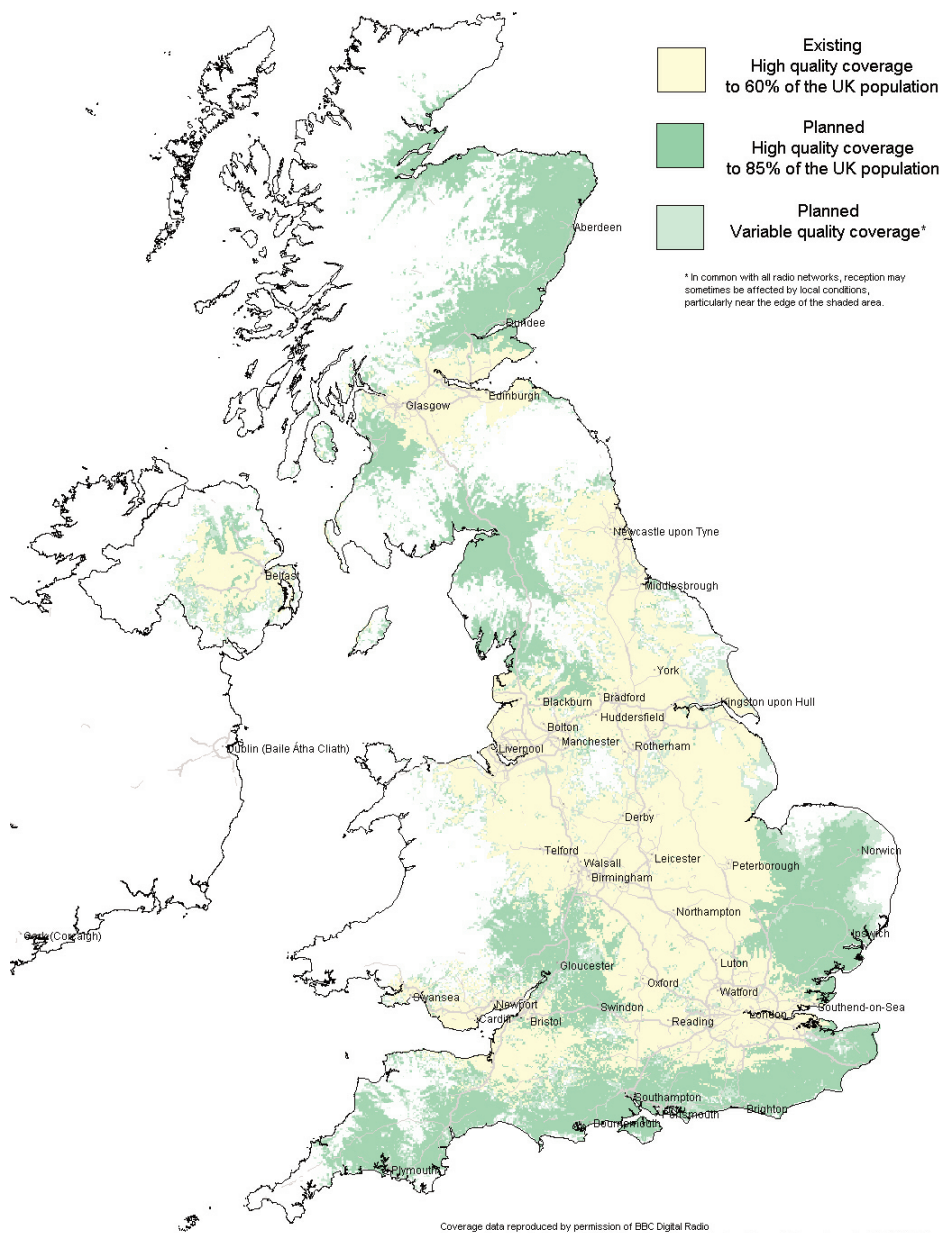 Existing
High quality coverage
to 60% of the UK population
Planned
High quality coverage
to 85% of the UK population
Planned
Variable quality coverage*
* In common with all radio networks, reception may
sometimes be affected by local conditions,
particularly near the edge of the shaded area.
Aberdeen
Dundee
Edinburgh
Glasgow
Newcastle upon Tyne
Belfast
Middlesbrough
York
Bradford
Blackburn
Kingston upon Hull
Huddersfield
Bolton
Manchester
Rotherham
Liverpool
Dublin (Baile Átha Cliath)
Derby
Telford
Walsall
Leicester
Peterborough
Norwich
Birmingham
Northampton
Cork (Corcaigh)
Ipswich
Gloucester
Luton
Oxford
Watford
Swansea
Newport
Swindon
London
Southend-on-Sea
Cardiff
Bristol
Reading
Southampton
Portsmouth
Brighton
Bournemouth
Plymouth
Coverage data reproduced by permission of BBC Digital Radio